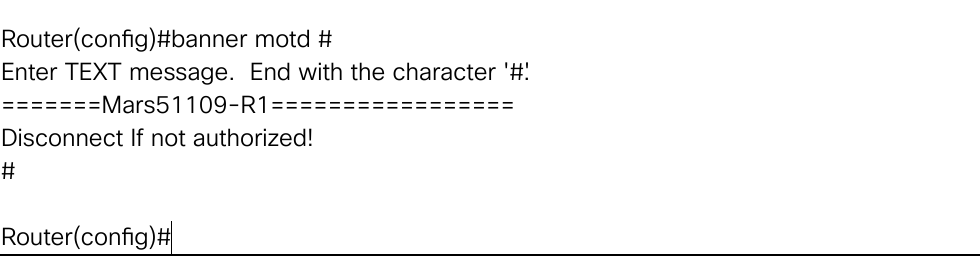 Router(config)#banner motd #
Enter TEXT message.  End with the character '#'.
=======Mars51109-R1=================
Disconnect If not authorized!
#
Router(config)#